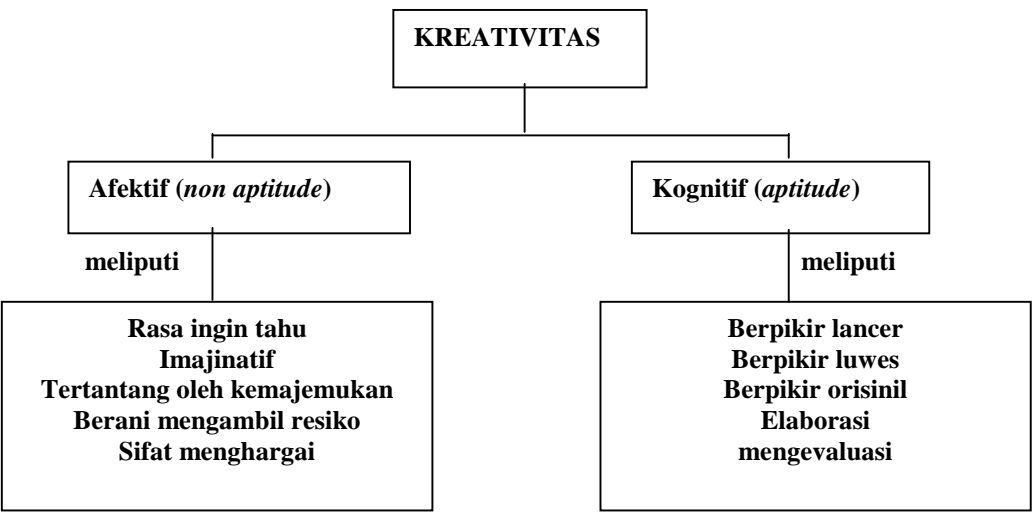 KREATIVITAS
Afektif (non aptitude)
Kognitif (aptitude)
meliputi
meliputi
Rasa ingin tahu
Imajinatif
Tertantang oleh kemajemukan
Berani mengambil resiko
Sifat menghargai
Berpikir lancer
Berpikir luwes
Berpikir orisinil
Elaborasi
mengevaluasi